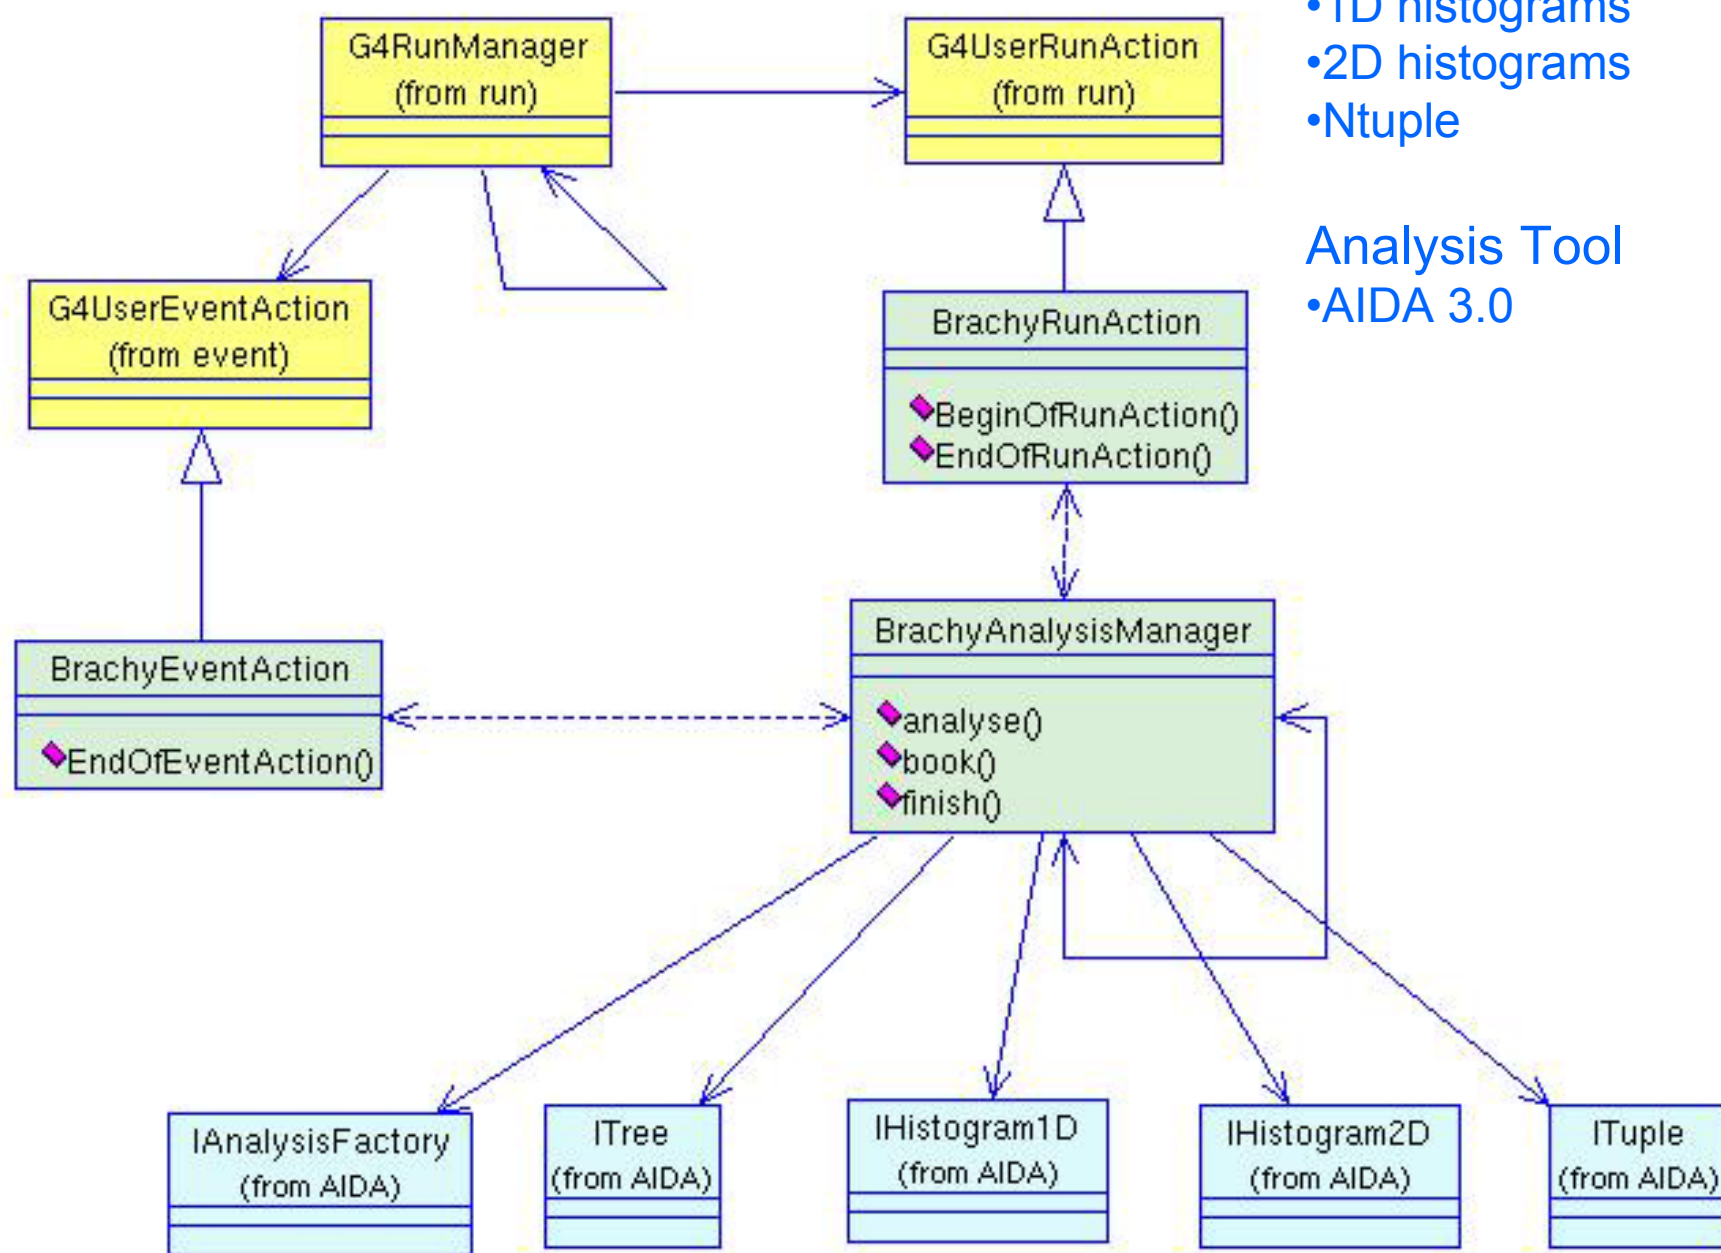 G4RunManager
(from run)
G4UserRunAction
(from run)
•1D histograms
•2D histograms
•Ntuple
Analysis Tool
•AIDA 3.0
G4UserEventAction
(from event)
BrachyRunAction
BeginOfRunAction()
EndOfRunAction()
BrachyEventAction
EndOfEventAction()
BrachyAnalysisManager
analyse()
book()
finish()
IAnalysisFactory
(from AIDA)
ITree
(from AIDA)
IHistogram1D
(from AIDA)
IHistogram2D
(from AIDA)
ITuple
(from AIDA)